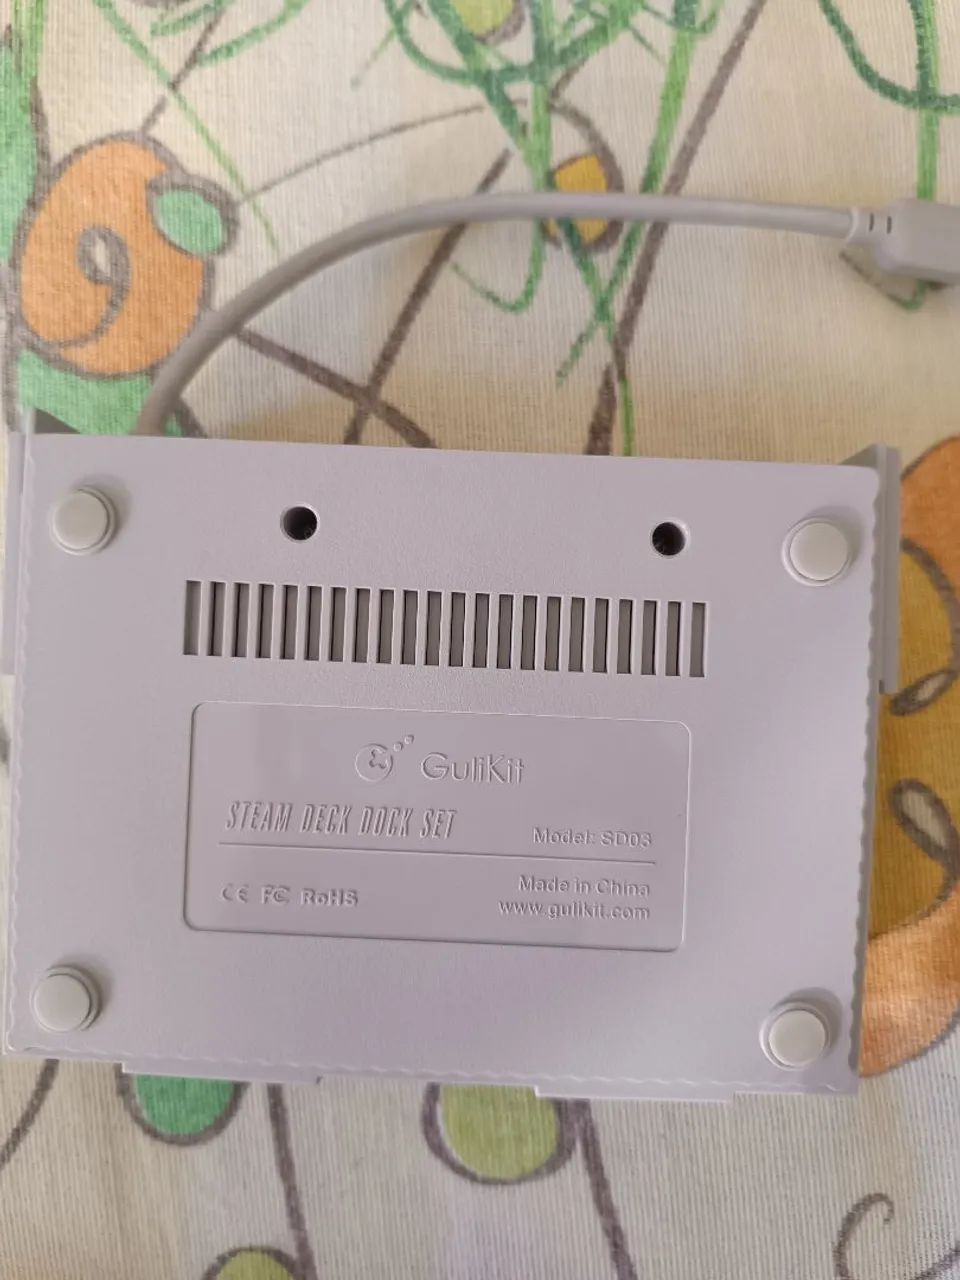 GuliKit
STEAM DECK DOCK SET
Model: SD03
CE FC RoHS
Made in China
www.gulikit.com